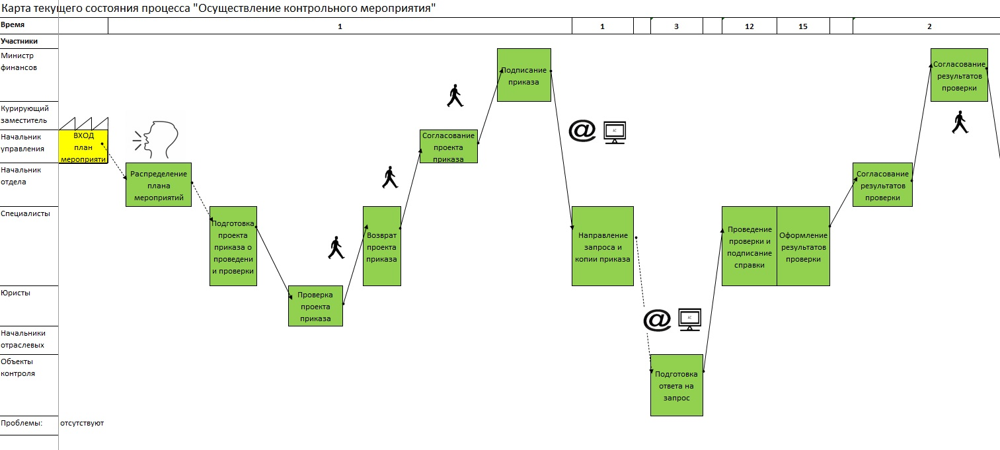 Карта текущего состояния процесса "Осуществление контрольного мероприятия"
Время
1
1
3
12
15
2
Участники
Министр
финансов
Курирующий
заместитель
Начальник
управления
Начальник
отдела
Специалисты
Юристы
Начальники
отраслевых
Объекты
контроля
Проблемы:
отсутствуют
ВХОД
план
мероприяти
Распределение
плана
мероприятий
Подготовка
проекта
приказа о
проведени
и проверки
Проверка
проекта
приказа
Возврат
проекта
приказа
Согласование
проекта
приказа
Подписание
приказа
@
АС
Направление
запроса и
копии приказа
@
АС
Подготовка
ответа на
запрос
Проведение
проверки и
подписание
справки
Оформление
результатов
проверки
Согласование
результатов
проверки
Согласование
результатов
проверки